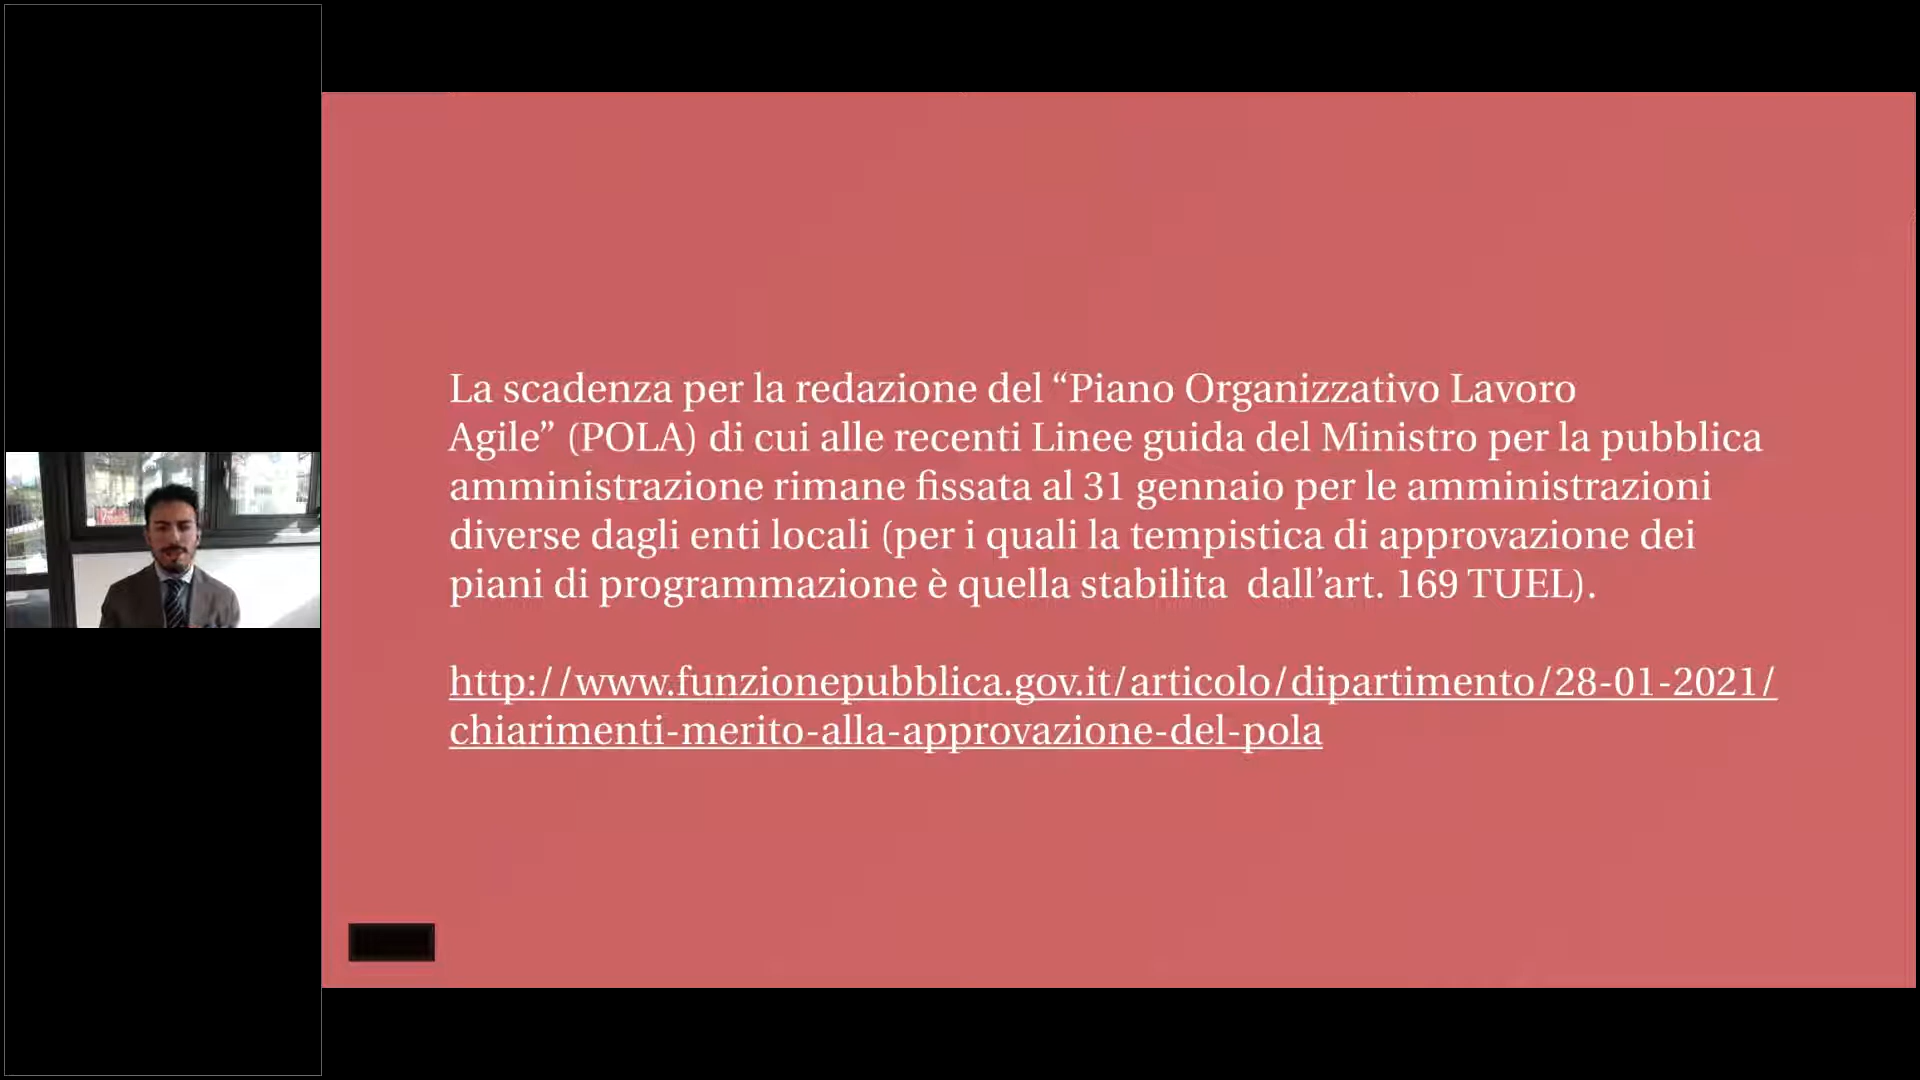 La scadenza per la redazione del “Piano Organizzativo Lavoro
Agile” (POLA) di cui alle recenti Linee guida del Ministro per la pubblica
amministrazione rimane fissata al 31 gennaio per le amministrazioni
diverse dagli enti locali (per i quali la tempistica di approvazione dei
piani di programmazione è quella stabilita  dall’art. 169 TUEL).
http://www.funzionepubblica.gov.it/articolo/dipartimento/28-01-2021/
chiarimenti-merito-alla-approvazione-del-pola